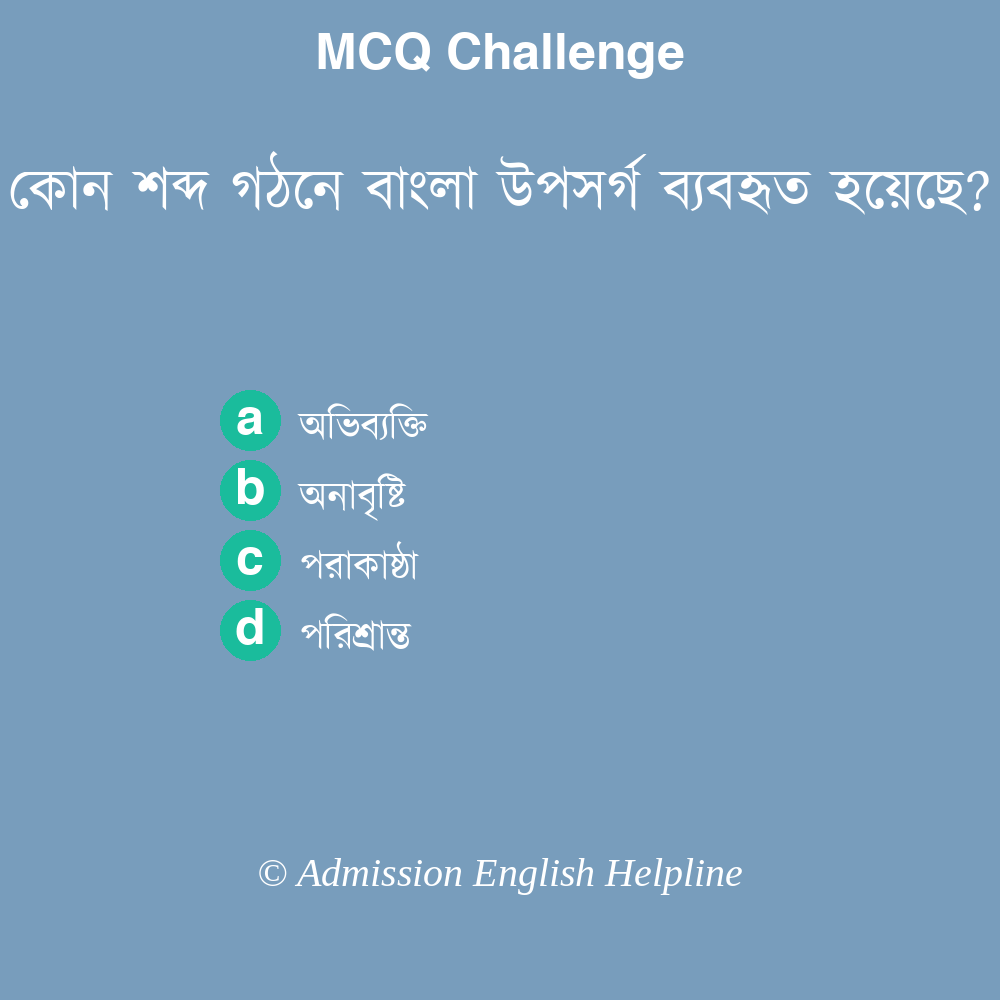 MCQ Challenge
কোন শব্দ গঠনে বাংলা উপসর্গ ব্যবহৃত হয়েছে?
a অভিব্যক্তি
b অনাবৃষ্টি
c পরাকাষ্ঠা
d পরিশ্রান্ত
© Admission English Helpline